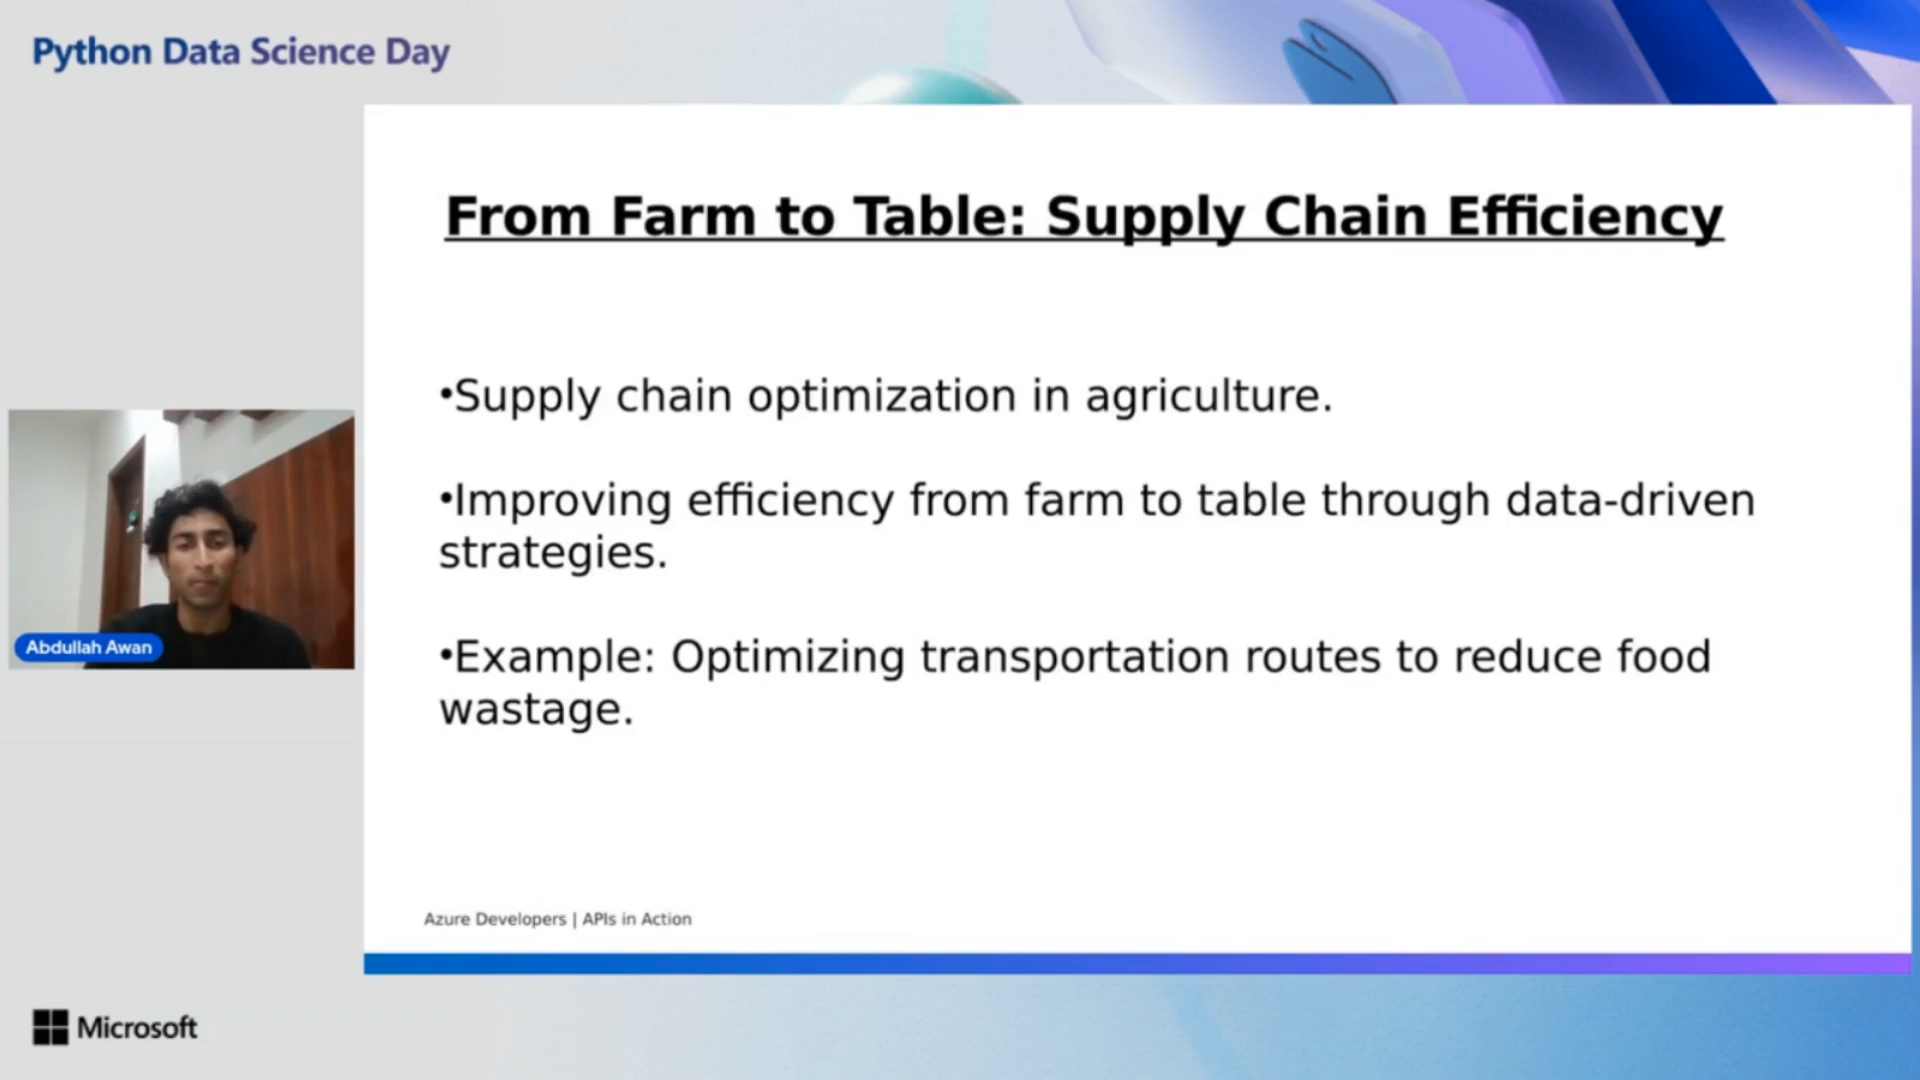 Python Data Science Day
From Farm to Table: Supply Chain Efficiency
•Supply chain optimization in agriculture.
•Improving efficiency from farm to table through data-driven
strategies.
•Example: Optimizing transportation routes to reduce food
wastage.
Abdullah Awan
Azure Developers | APIs in Action
Microsoft